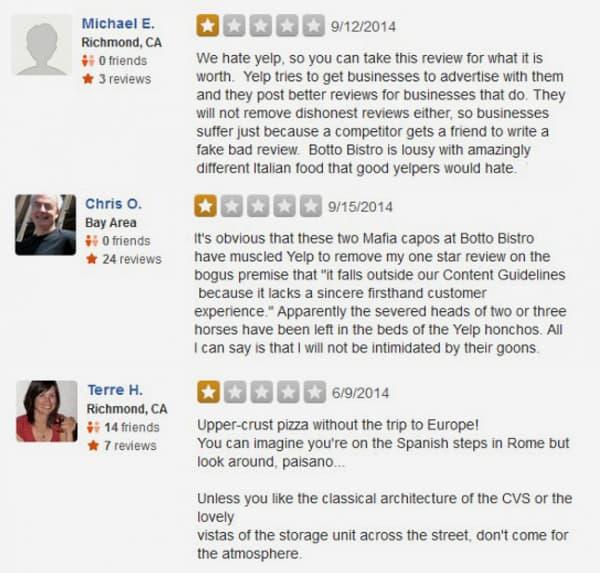 Michael E.
Richmond, CA
0 friends
3 reviews
9/12/2014
We hate yelp, so you can take this review for what it is
worth. Yelp tries to get businesses to advertise with them
and they post better reviews for businesses that do. They
will not remove dishonest reviews either, so businesses
suffer just because a competitor gets a friend to write a
fake bad review. Botto Bistro is lousy with amazingly
different Italian food that good yelpers would hate.
Chris O.
Bay Area
0 friends
24 reviews
9/15/2014
It's obvious that these two Mafia capos at Botto Bistro
have muscled Yelp to remove my one star review on the
bogus premise that "it falls outside our Content Guidelines
because it lacks a sincere firsthand customer
experience." Apparently the severed heads of two or three
horses have been left in the beds of the Yelp honchos. All
I can say is that I will not be intimidated by their goons.
Terre H.
Richmond, CA
14 friends
7 reviews
6/9/2014
Upper-crust pizza without the trip to Europe!
You can imagine you're on the Spanish steps in Rome but
look around, paisano...
Unless you like the classical architecture of the CVS or the
lovely
vistas of the storage unit across the street, don't come for
the atmosphere.